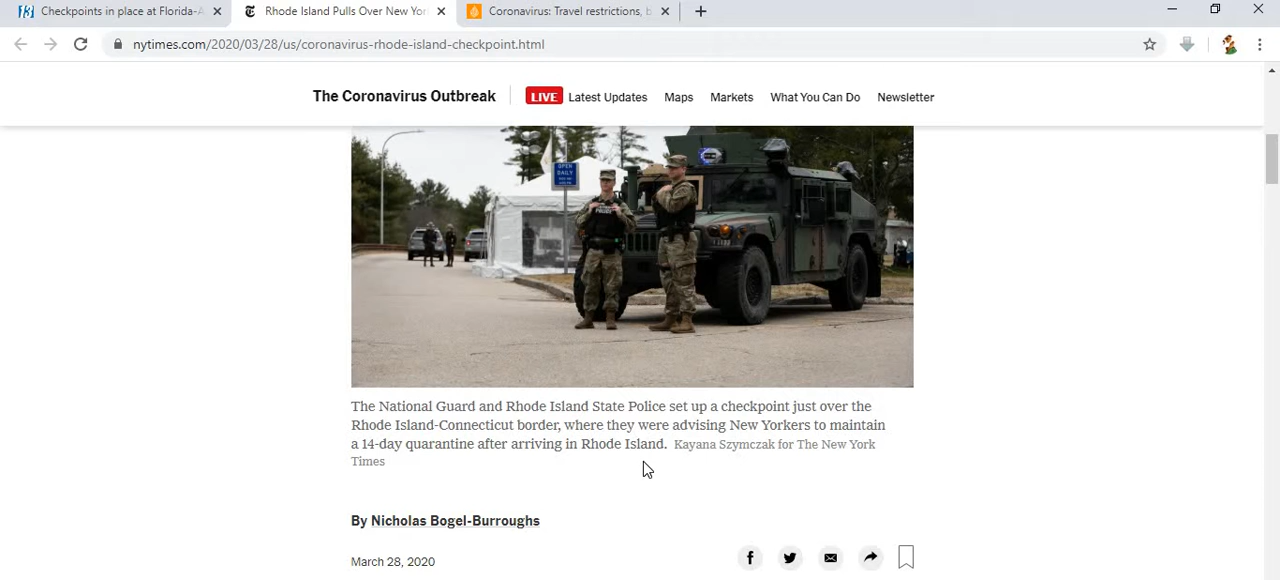 Checkpoints in place at Florida-A
Rhode Island Pulls Over New Yor
Coronavirus: Travel restrictions, b
nytimes.com/2020/03/28/us/coronavirus-rhode-island-checkpoint.html
The Coronavirus Outbreak
LIVE Latest Updates Maps Markets What You Can Do Newsletter
OPEN
DAILY
POLICE
The National Guard and Rhode Island State Police set up a checkpoint just over the
Rhode Island-Connecticut border, where they were advising New Yorkers to maintain
a 14-day quarantine after arriving in Rhode Island. Kayana Szymczak for The New York
Times
By Nicholas Bogel-Burroughs
March 28, 2020